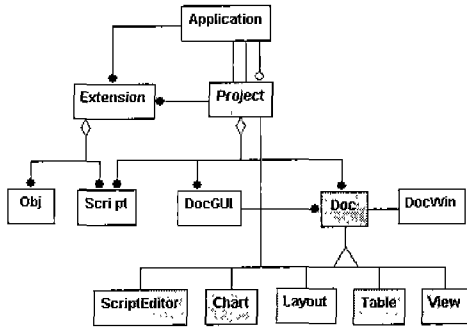 Application
Extension
Project
Obj
Script
DocGUI
Doc
DocWin
ScriptEditor
Chart
Layout
Table
View